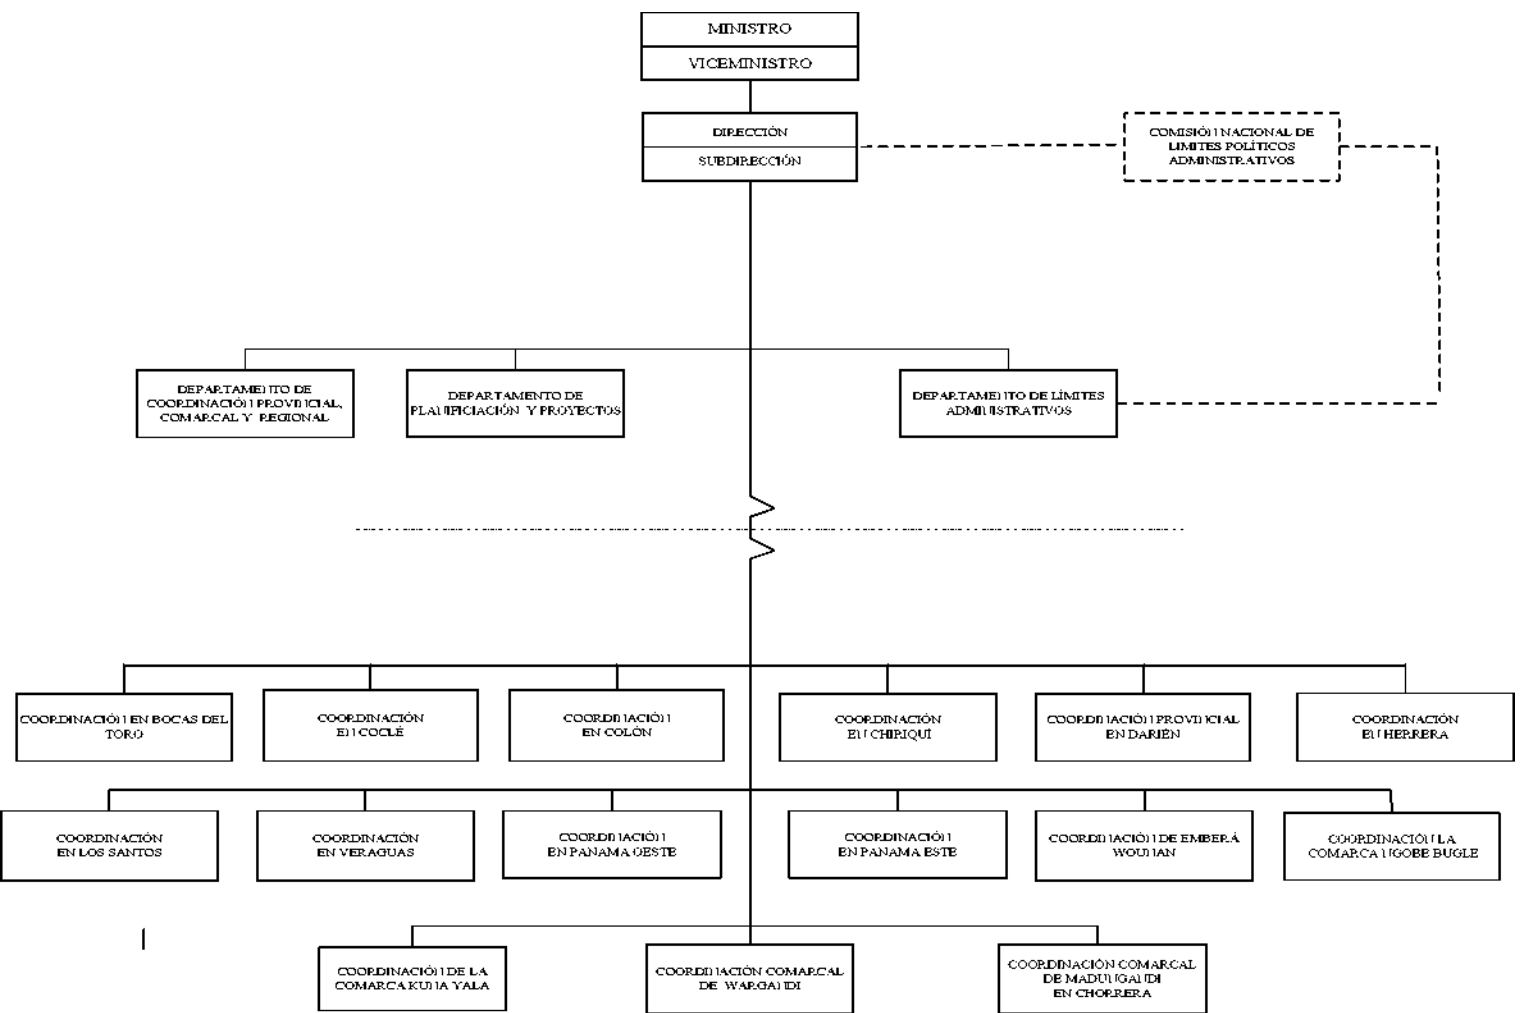 MINISTRO
VICEMINISTRO
DIRECCIÓN
SUBDIRECCIÓN
COMISIÓN NACIONAL DE
LIMITES POLÍTICOS
ADMINISTRATIVOS
DEPARTAMENTO DE
COORDINACIÓN PROVINCIAL,
COMARCAL Y REGIONAL
DEPARTAMENTO DE
PLANIFICIACIÓN Y PROYECTOS
DEPARTAMENTO DE LÍMITES
ADMINISTRATIVOS
COORDINACIÓN EN BOCAS DEL
TORO
COORDINACIÓN
EN COCLÉ
COORDINACIÓN
EN COLÓN
COORDINACIÓN
EN CHIRIQUÍ
COORDINACIÓN PROVINCIAL
EN DARIÉN
COORDINACIÓN
EN HERRERA
COORDINACIÓN
EN LOS SANTOS
COORDINACIÓN
EN VERAGUAS
COORDINACIÓN
EN PANAMA OESTE
COORDINACIÓN
EN PANAMA ESTE
COORDINACIÓN DE EMBERÁ
WOUNAN
COORDINACIÓN LA
COMARCA NGOBE BUGLE
COORDINACIÓN DE LA
COMARCA KUNA YALA
COORDINACIÓN COMARCAL
DE WARGANDI
COORDINACIÓN COMARCAL
DE MADUNGANDI
EN CHORRERA